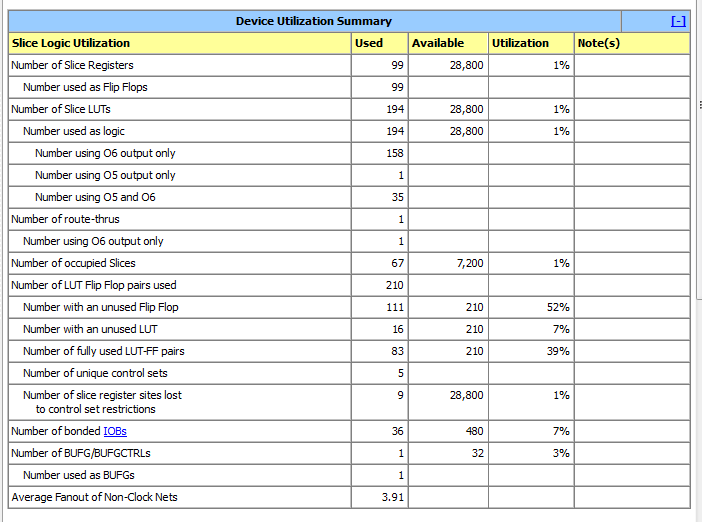 Device Utilization Summary [-]
Slice Logic Utilization Used Available Utilization Note(s)
Number of Slice Registers 99 28,800 1%
Number used as Flip Flops 99
Number of Slice LUTs 194 28,800 1%
Number used as logic 194 28,800 1%
Number using O6 output only 158
Number using O5 output only 1
Number using O5 and O6 35
Number of route-thrus 1
Number using O6 output only 1
Number of occupied Slices 67 7,200 1%
Number of LUT Flip Flop pairs used 210
Number with an unused Flip Flop 111 210 52%
Number with an unused LUT 16 210 7%
Number of fully used LUT-FF pairs 83 210 39%
Number of unique control sets 5
Number of slice register sites lost 9 28,800 1%
to control set restrictions
Number of bonded IOBs 36 480 7%
Number of BUFG/BUFGCTRLs 1 32 3%
Number used as BUFGs 1
Average Fanout of Non-Clock Nets 3.91